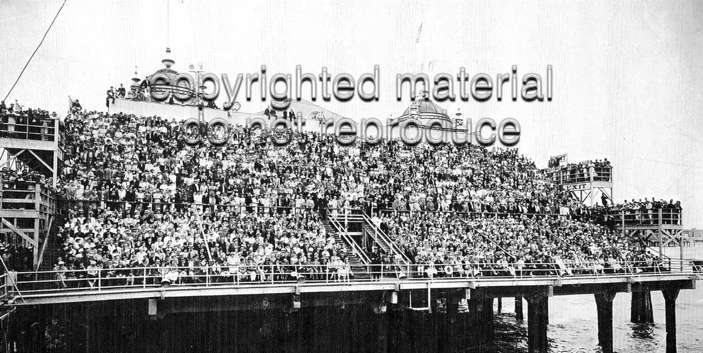 copyrighted material
do not reproduce